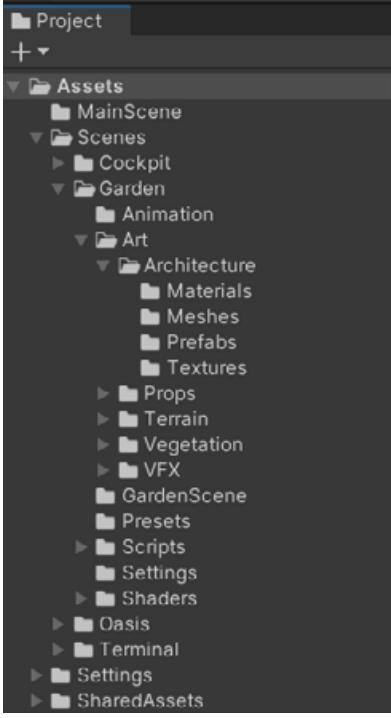 Project
Assets
MainScene
Scenes
Cockpit
Garden
Animation
Art
Architecture
Materials
Meshes
Prefabs
Textures
Props
Terrain
Vegetation
VFX
GardenScene
Presets
Scripts
Settings
Shaders
Oasis
Terminal
Settings
SharedAssets